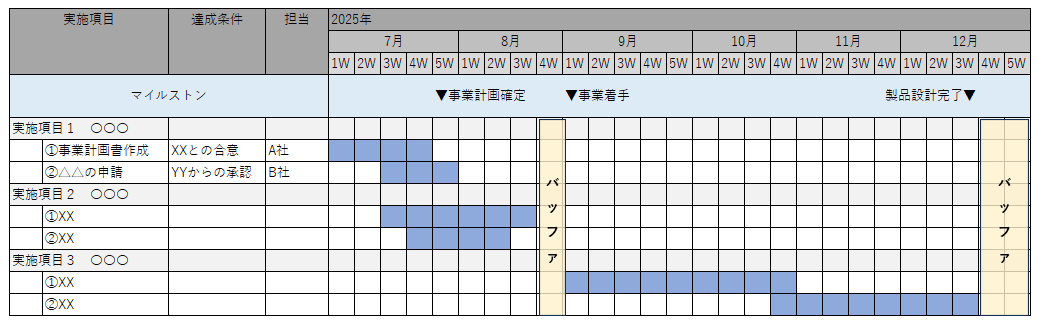 実施項目 達成条件 担当 2025年
7月 8月 9月 10月 11月 12月
1W 2W 3W 4W 5W 1W 2W 3W 4W 1W 2W 3W 4W 5W 1W 2W 3W 4W 1W 2W 3W 4W 1W 2W 3W 4W 5W
マイルストン ▼事業計画確定 ▼事業着手 製品設計完了▼
実施項目1 〇〇〇
①事業計画書作成 XXとの合意 A社
②△△の申請 YYからの承認 B社
実施項目2 〇〇〇
①XX
②XX
実施項目3 〇〇〇
①XX
②XX
バッファ
バッファ